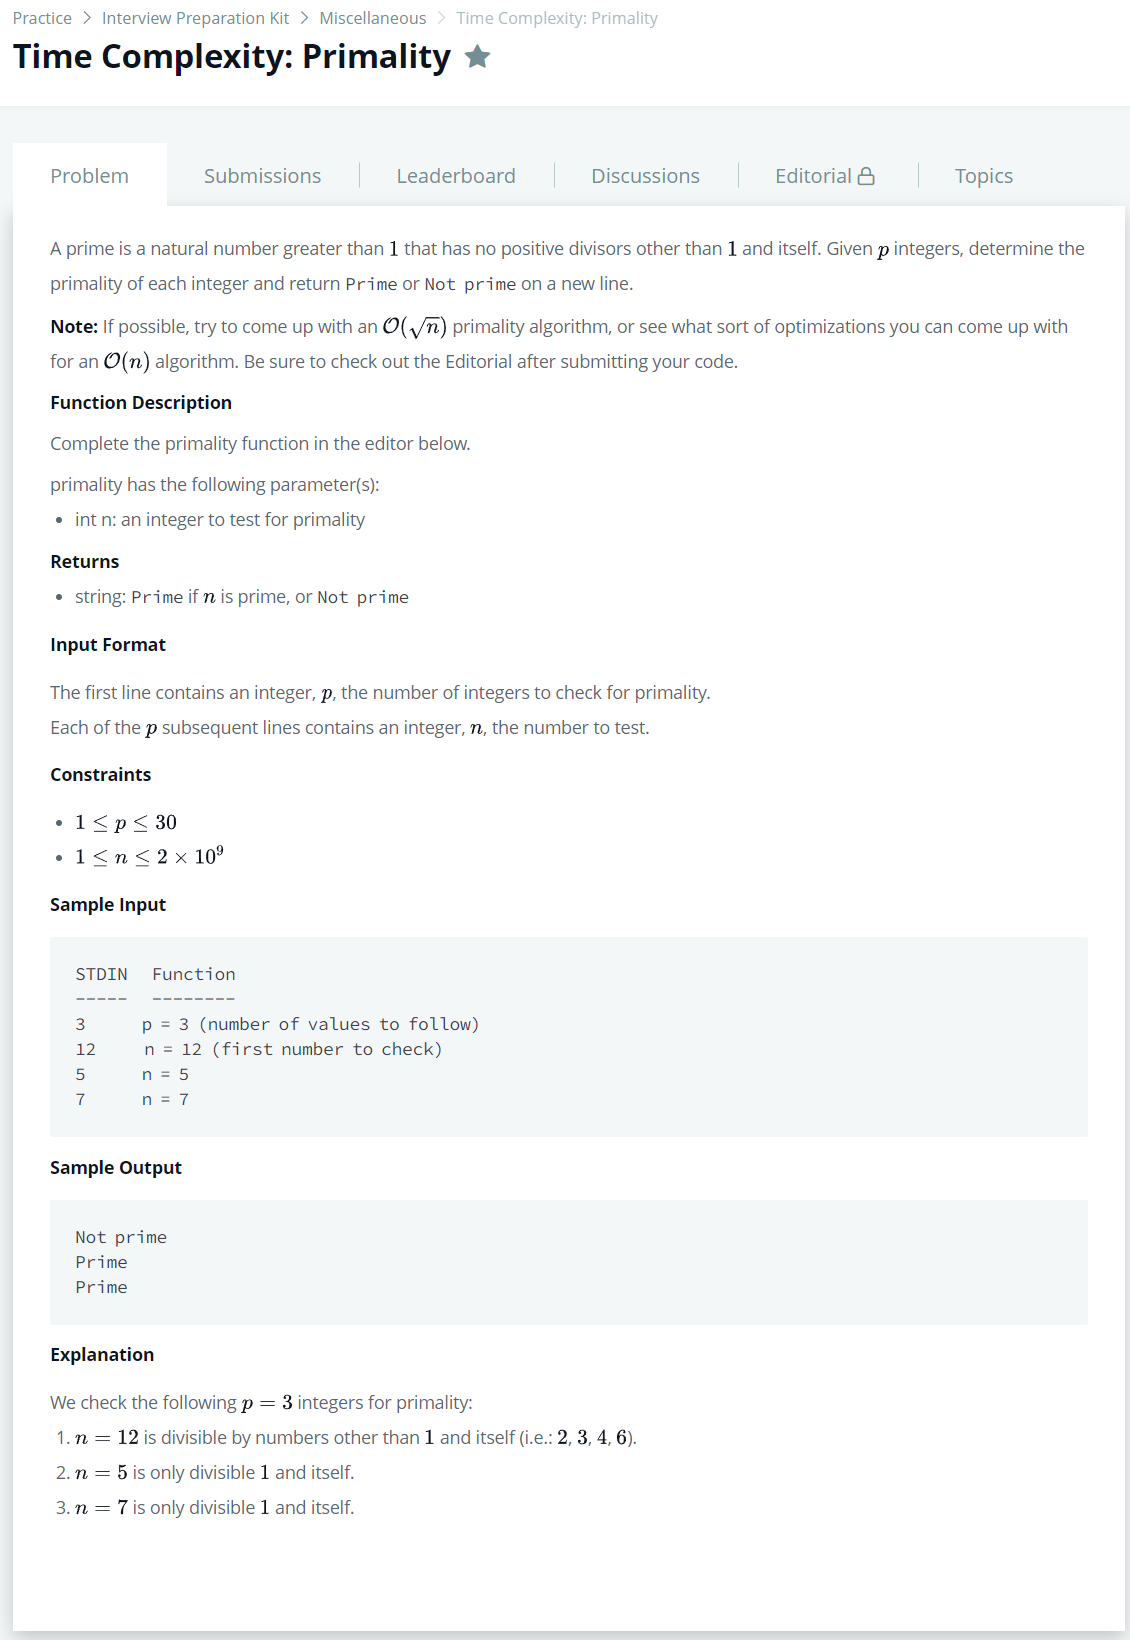 Practice > Interview Preparation Kit > Miscellaneous > Time Complexity: Primality
Time Complexity: Primality ★
Problem Submissions Leaderboard Discussions Editorial Topics
A prime is a natural number greater than 1 that has no positive divisors other than 1 and itself. Given p integers, determine the
primality of each integer and return Prime or Not prime on a new line.
Note: If possible, try to come up with an O(√n) primality algorithm, or see what sort of optimizations you can come up with
for an O(n) algorithm. Be sure to check out the Editorial after submitting your code.
Function Description
Complete the primality function in the editor below.
primality has the following parameter(s):
• int n: an integer to test for primality
Returns
• string: Prime if n is prime, or Not prime
Input Format
The first line contains an integer, p, the number of integers to check for primality.
Each of the p subsequent lines contains an integer, n, the number to test.
Constraints
• 1 ≤ p ≤ 30
• 1 ≤ n ≤ 2 × 10⁹
Sample Input
STDIN Function
----- --------
3 p = 3 (number of values to follow)
12 n = 12 (first number to check)
5 n = 5
7 n = 7
Sample Output
Not prime
Prime
Prime
Explanation
We check the following p = 3 integers for primality:
1. n = 12 is divisible by numbers other than 1 and itself (i.e.: 2, 3, 4, 6).
2. n = 5 is only divisible 1 and itself.
3. n = 7 is only divisible 1 and itself.